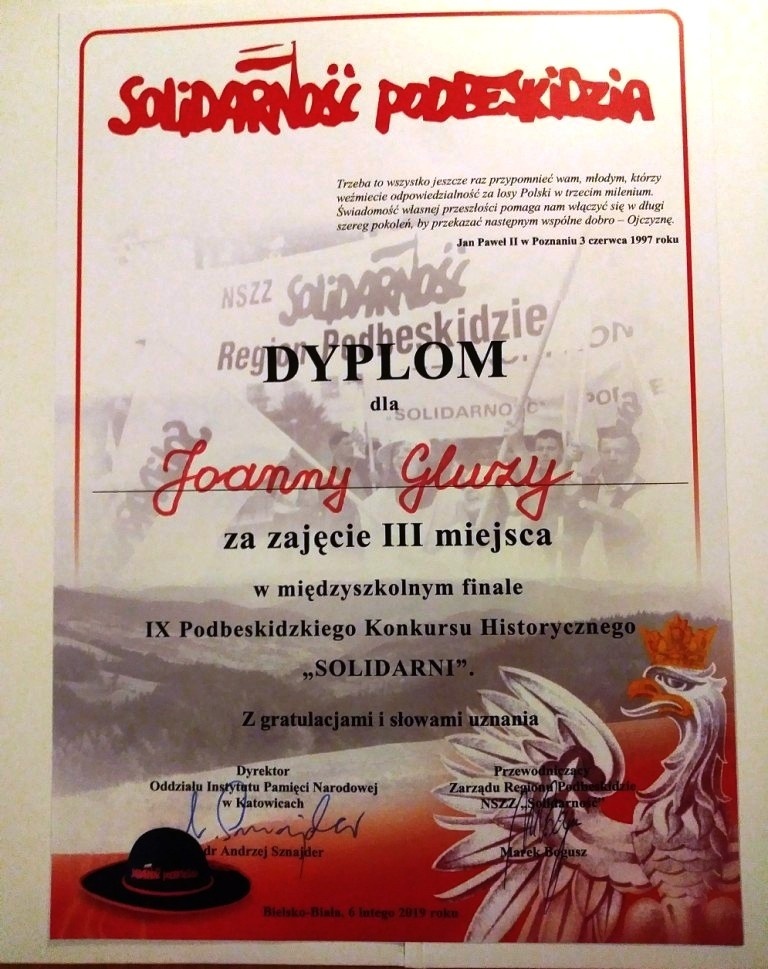 SOLIDARNOŚĆ PODBESKIDZIA
Trzeba to wszystko jeszcze raz przypomnieć wam, młodym, którzy
weźmiecie odpowiedzialność za losy Polski w trzecim milenium.
Świadomość własnej przeszłości pomaga nam włączyć się w długi
szereg pokoleń, by przekazać następnym wspólne dobro – Ojczyznę.
Jan Paweł II w Poznaniu 3 czerwca 1997 roku
NSZZ SOLIDARNOŚĆ
Region Podbeskidzie
DYPLOM
dla
"SOLIDARNOŚĆ"
Joanny Gluzy
za zajęcie III miejsca
w międzyszkolnym finale
IX Podbeskidzkiego Konkursu Historycznego
„SOLIDARNI”.
Z gratulacjami i słowami uznania
Dyrektor
Oddziału Instytutu Pamięci Narodowej
w Katowicach
dr Andrzej Sznajder
Przewodniczący
Zarządu Regionu Podbeskidzie
NSZZ „Solidarność”
Marek Bogusz
Bielsko-Biała, 6 lutego 2019 roku